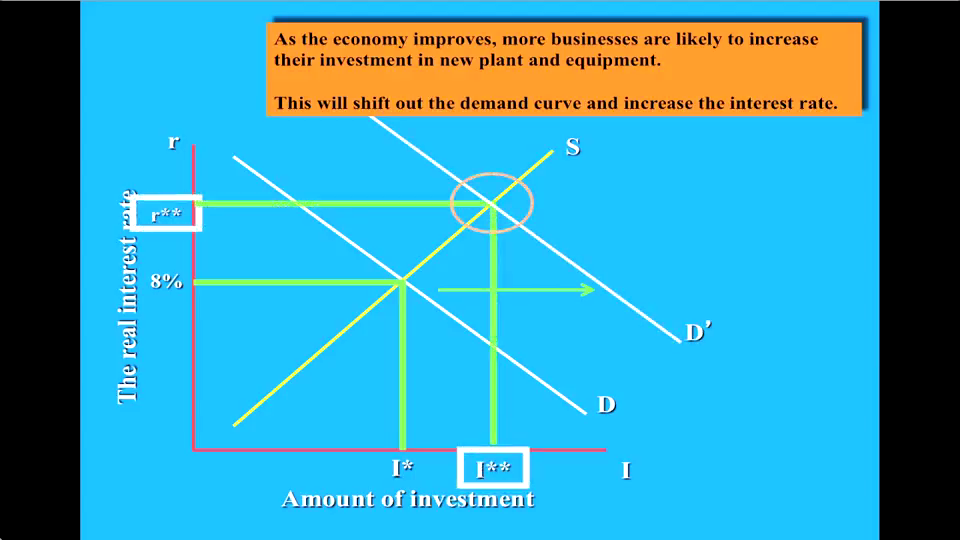 As the economy improves, more businesses are likely to increase
their investment in new plant and equipment.
This will shift out the demand curve and increase the interest rate.
r
S
The real interest rate
r**
8%
D’
D
I*
I**
I
Amount of investment